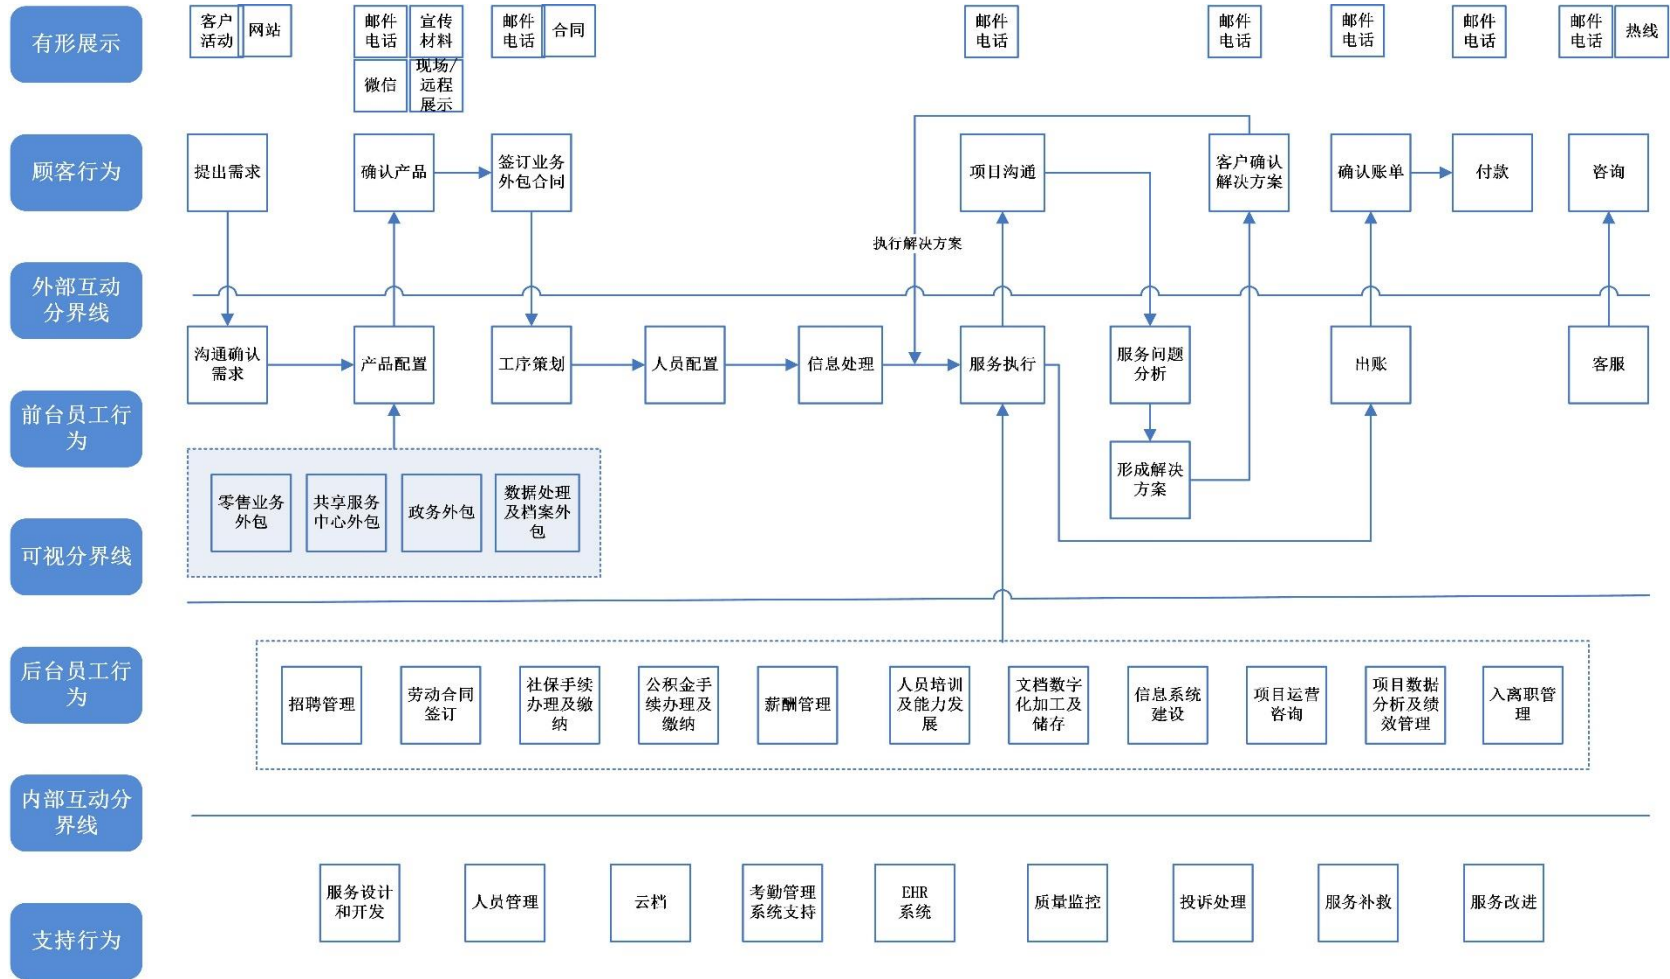 有形展示
客户
活动
网站
邮件
电话
宣传
材料
微信
现场/
远程
展示
邮件
电话
合同
邮件
电话
邮件
电话
邮件
电话
邮件
电话
邮件
电话
热线
顾客行为
提出需求
确认产品
签订业务
外包合同
项目沟通
客户确认
解决方案
确认账单
付款
咨询
执行解决方案
外部互动
分界线
沟通确认
需求
产品配置
工序策划
人员配置
信息处理
服务执行
服务问题
分析
出账
客服
前台员工行
为
形成解决
方案
零售业务
外包
共享服务
中心外包
政务外包
数据处理
及档案外
包
可视分界线
后台员工行
为
招聘管理
劳动合同
签订
社保手续
办理及缴
纳
公积金手
续办理及
缴纳
薪酬管理
人员培训
及能力发
展
文档数字
化加工及
储存
信息系统
建设
项目运营
咨询
项目数据
分析及绩
效管理
入离职管
理
内部互动分
界线
支持行为
服务设计
和开发
人员管理
云档
考勤管理
系统支持
EHR
系统
质量监控
投诉处理
服务补救
服务改进